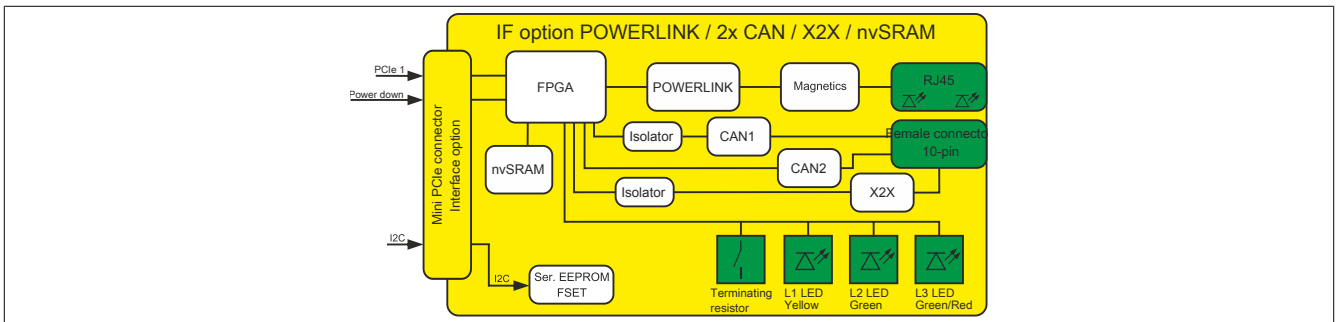 IF option POWERLINK / 2x CAN / X2X / nvSRAM
PCIe 1
Power down
Mini PCIe connector
Interface option
FPGA
POWERLINK
Magnetics
RJ45
Isolator
CAN1
Female connecto
10-pin
nvSRAM
CAN2
Isolator
X2X
I2C
I2C
Ser. EEPROM
FSET
Terminating
resistor
L1 LED
Yellow
L2 LED
Green
L3 LED
Green/Red